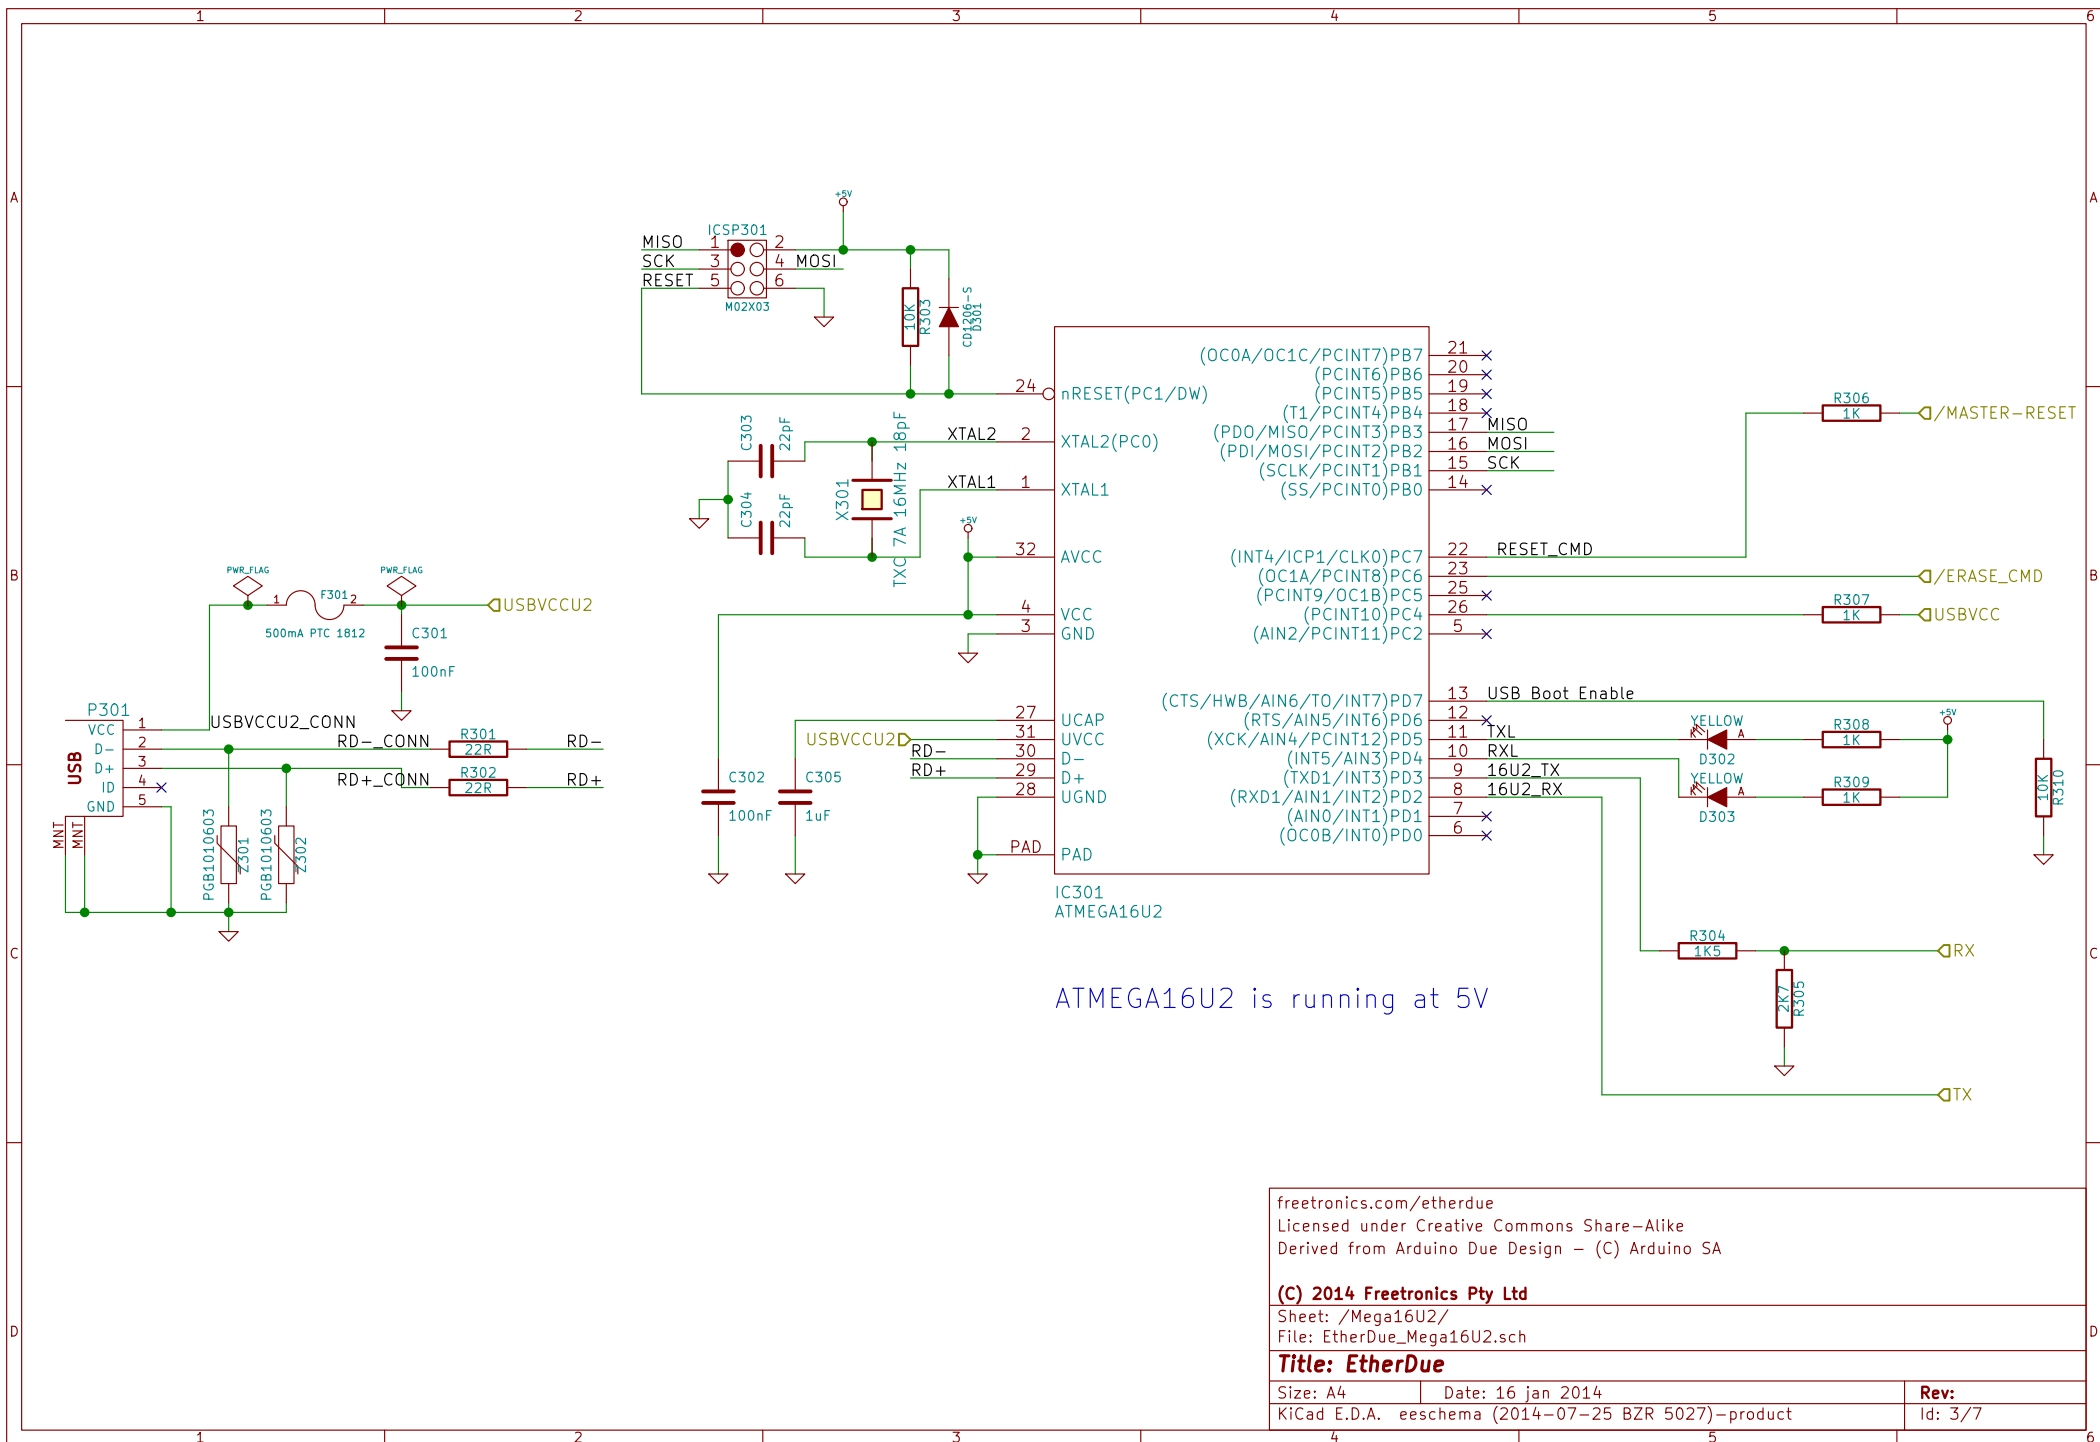 1 2 3 4 5 6
A A
B B
C C
D D
1 2 3 4 5 6
+5V
ICSP301
MISO 1 2
SCK 3 4 MOSI
RESET 5 6
M02X03
10K
R303
CD1206-S
D301
C303
22pF
C304
22pF
X301
TXC 7A 16MHz 18pF
XTAL2
XTAL1
+5V
24 nRESET(PC1/DW)
2 XTAL2(PC0)
1 XTAL1
32 AVCC
4 VCC
3 GND
27 UCAP
31 UVCC
30 D-
29 D+
28 UGND
PAD PAD
USBVCCU2
RD-
RD+
C302
100nF
C305
1uF
IC301
ATMEGA16U2
(OC0A/OC1C/PCINT7)PB7 21
(PCINT6)PB6 20
(PCINT5)PB5 19
(T1/PCINT4)PB4 18
(PDO/MISO/PCINT3)PB3 17 MISO
(PDI/MOSI/PCINT2)PB2 16 MOSI
(SCLK/PCINT1)PB1 15 SCK
(SS/PCINT0)PB0 14
(INT4/ICP1/CLK0)PC7 22 RESET_CMD
(OC1A/PCINT8)PC6 23
(PCINT9/OC1B)PC5 25
(PCINT10)PC4 26
(AIN2/PCINT11)PC2 5
(CTS/HWB/AIN6/TO/INT7)PD7 13 USB Boot Enable
(RTS/AIN5/INT6)PD6 12
(XCK/AIN4/PCINT12)PD5 11 TXL
(INT5/AIN3)PD4 10 RXL
(TXD1/INT3)PD3 9 16U2_TX
(RXD1/AIN1/INT2)PD2 8 16U2_RX
(AIN0/INT1)PD1 7
(OC0B/INT0)PD0 6
R306
1K
/MASTER-RESET
/ERASE_CMD
R307
1K
USBVCC
YELLOW
K A
D302
R308
1K
+5V
YELLOW
K A
D303
R309
1K
10K
R310
R304
1K5
RX
2K7
R305
TX
PWR_FLAG
PWR_FLAG
1 F301 2
500mA PTC 1812
USBVCCU2
C301
100nF
P301
USB
VCC 1
D- 2
D+ 3
ID 4
GND 5
MNT
MNT
USBVCCU2_CONN
RD-_CONN
R301
22R
RD-
RD+_CONN
R302
22R
RD+
PGB1010603
Z301
PGB1010603
Z302
ATMEGA16U2 is running at 5V
freetronics.com/etherdue
Licensed under Creative Commons Share-Alike
Derived from Arduino Due Design - (C) Arduino SA
(C) 2014 Freetronics Pty Ltd
Sheet: /Mega16U2/
File: EtherDue_Mega16U2.sch
Title: EtherDue
Size: A4 Date: 16 jan 2014 Rev:
KiCad E.D.A. eeschema (2014-07-25 BZR 5027)-product Id: 3/7